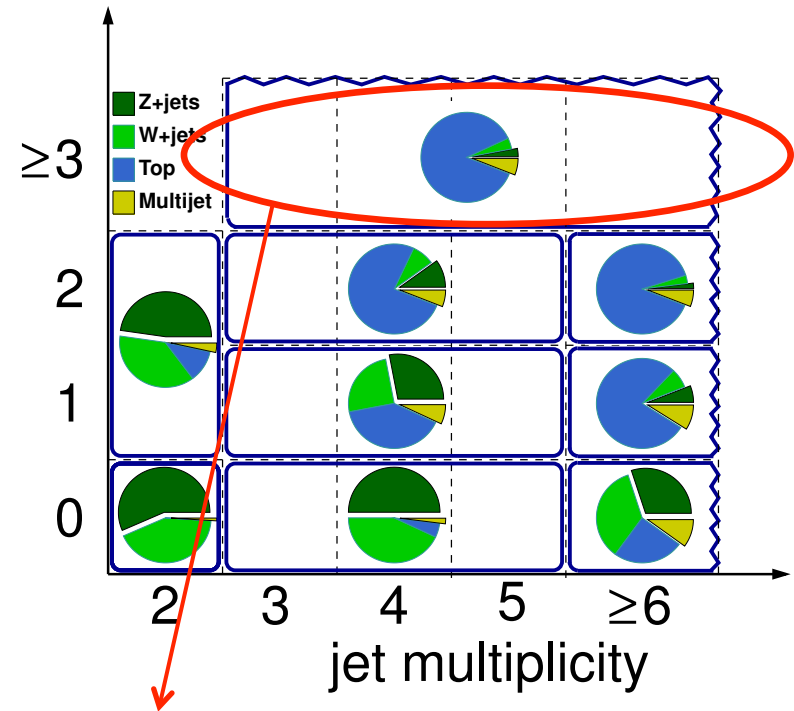 Z+jets
W+jets
Top
Multijet
≥3
2
1
0
2 3 4 5 ≥6
jet multiplicity